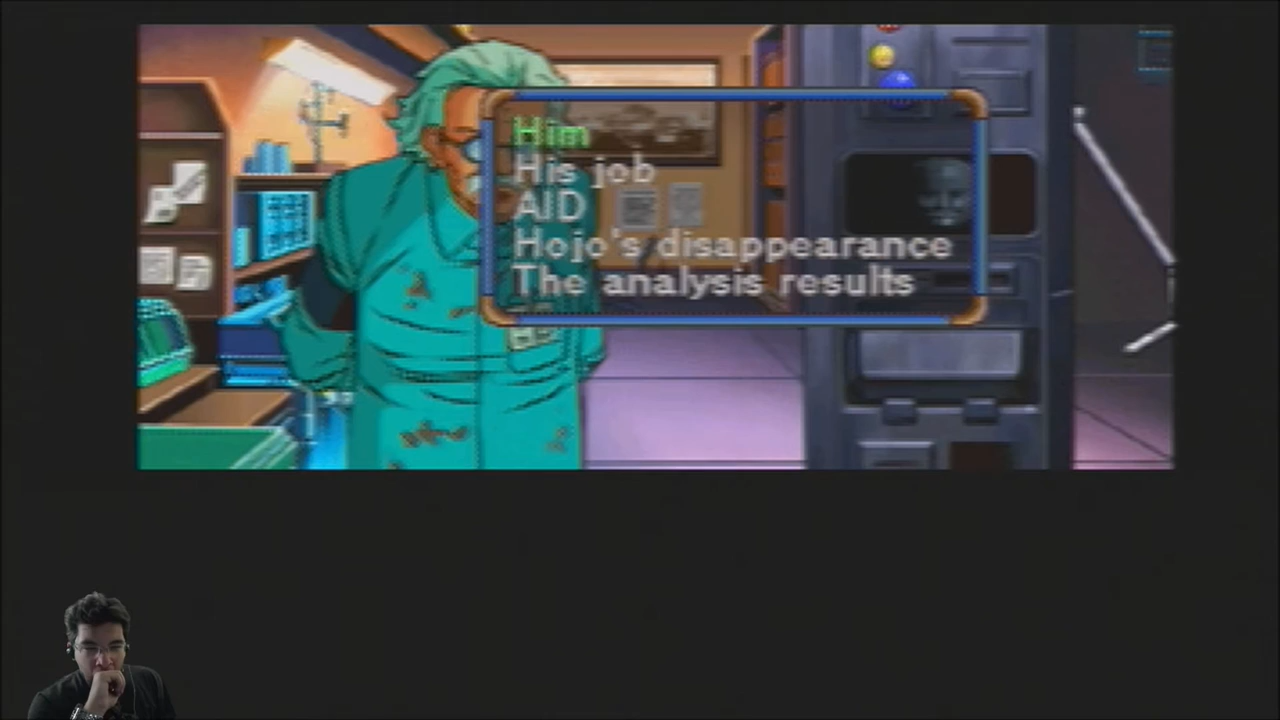 Him
His job
AID
Hojo's disappearance
The analysis results